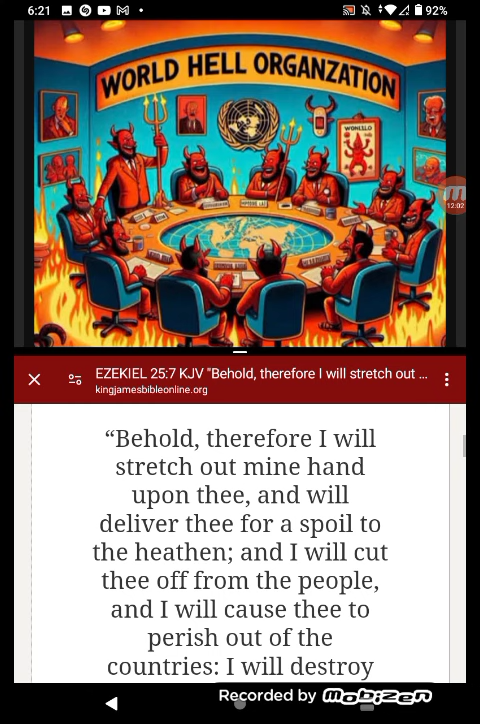 6:21
92%
WORLD HELL ORGANZATION
WONELLO
12:02
EZEKIEL 25:7 KJV "Behold, therefore I will stretch out ...
kingjamesbibleonline.org
“Behold, therefore I will
stretch out mine hand
upon thee, and will
deliver thee for a spoil to
the heathen; and I will cut
thee off from the people,
and I will cause thee to
perish out of the
countries: I will destroy
Recorded by Mobizen